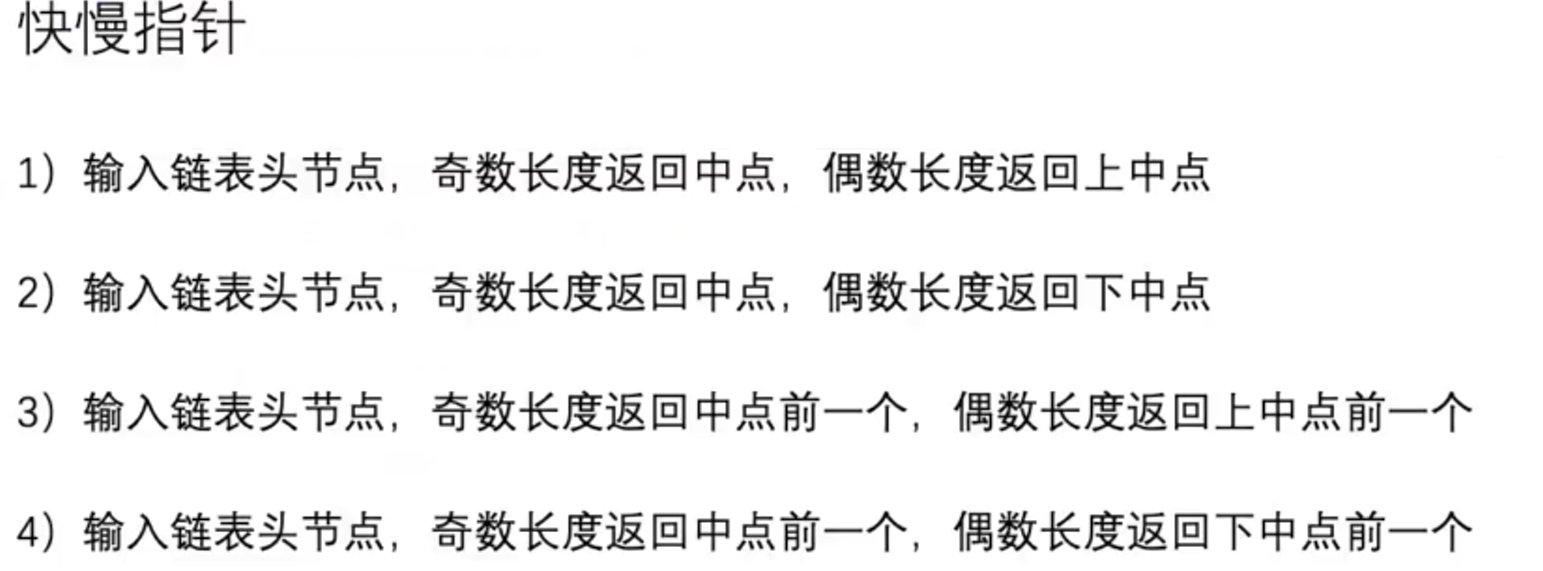 快慢指针
1）输入链表头节点，奇数长度返回中点，偶数长度返回上中点
2）输入链表头节点，奇数长度返回中点，偶数长度返回下中点
3）输入链表头节点，奇数长度返回中点前一个，偶数长度返回上中点前一个
4）输入链表头节点，奇数长度返回中点前一个，偶数长度返回下中点前一个